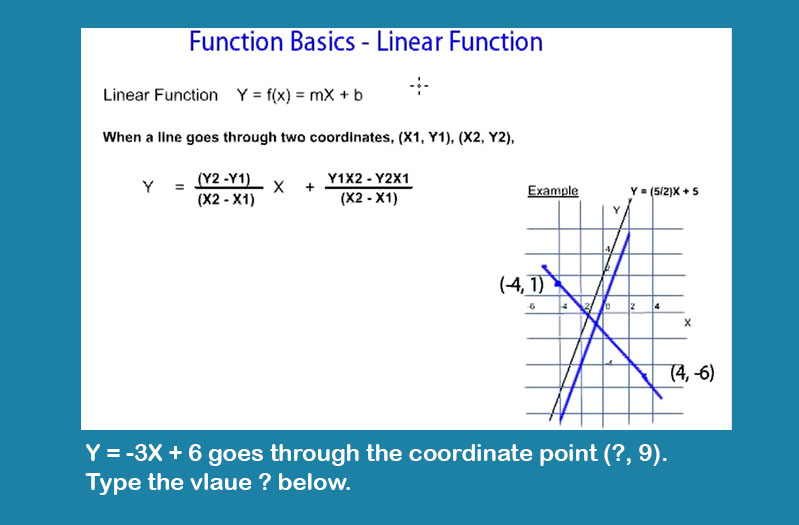 Function Basics - Linear Function
Linear Function Y = f(x) = mX + b
When a line goes through two coordinates, (X1, Y1), (X2, Y2),
Y = (Y2 -Y1) X + Y1X2 - Y2X1
(X2 - X1) (X2 - X1)
Example Y = (5/2)X + 5
Y
4
2
(-4, 1)
-6 -4 -2 0 2 4
X
-4
(4, -6)
Y = -3X + 6 goes through the coordinate point (?, 9).
Type the vlaue ? below.